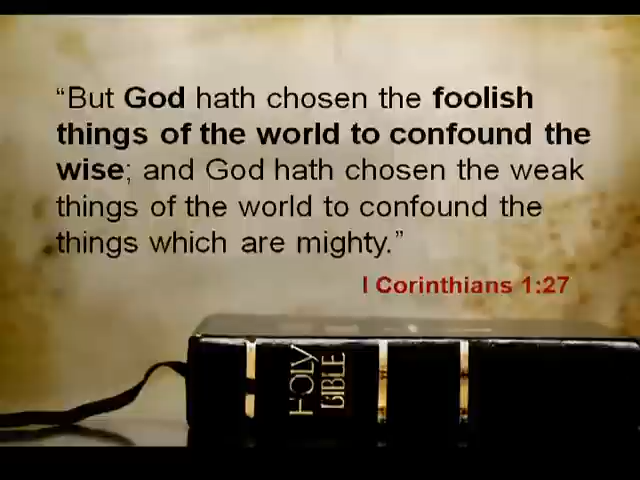 “But God hath chosen the foolish
things of the world to confound the
wise; and God hath chosen the weak
things of the world to confound the
things which are mighty.”
I Corinthians 1:27
HOLY
BIBLE